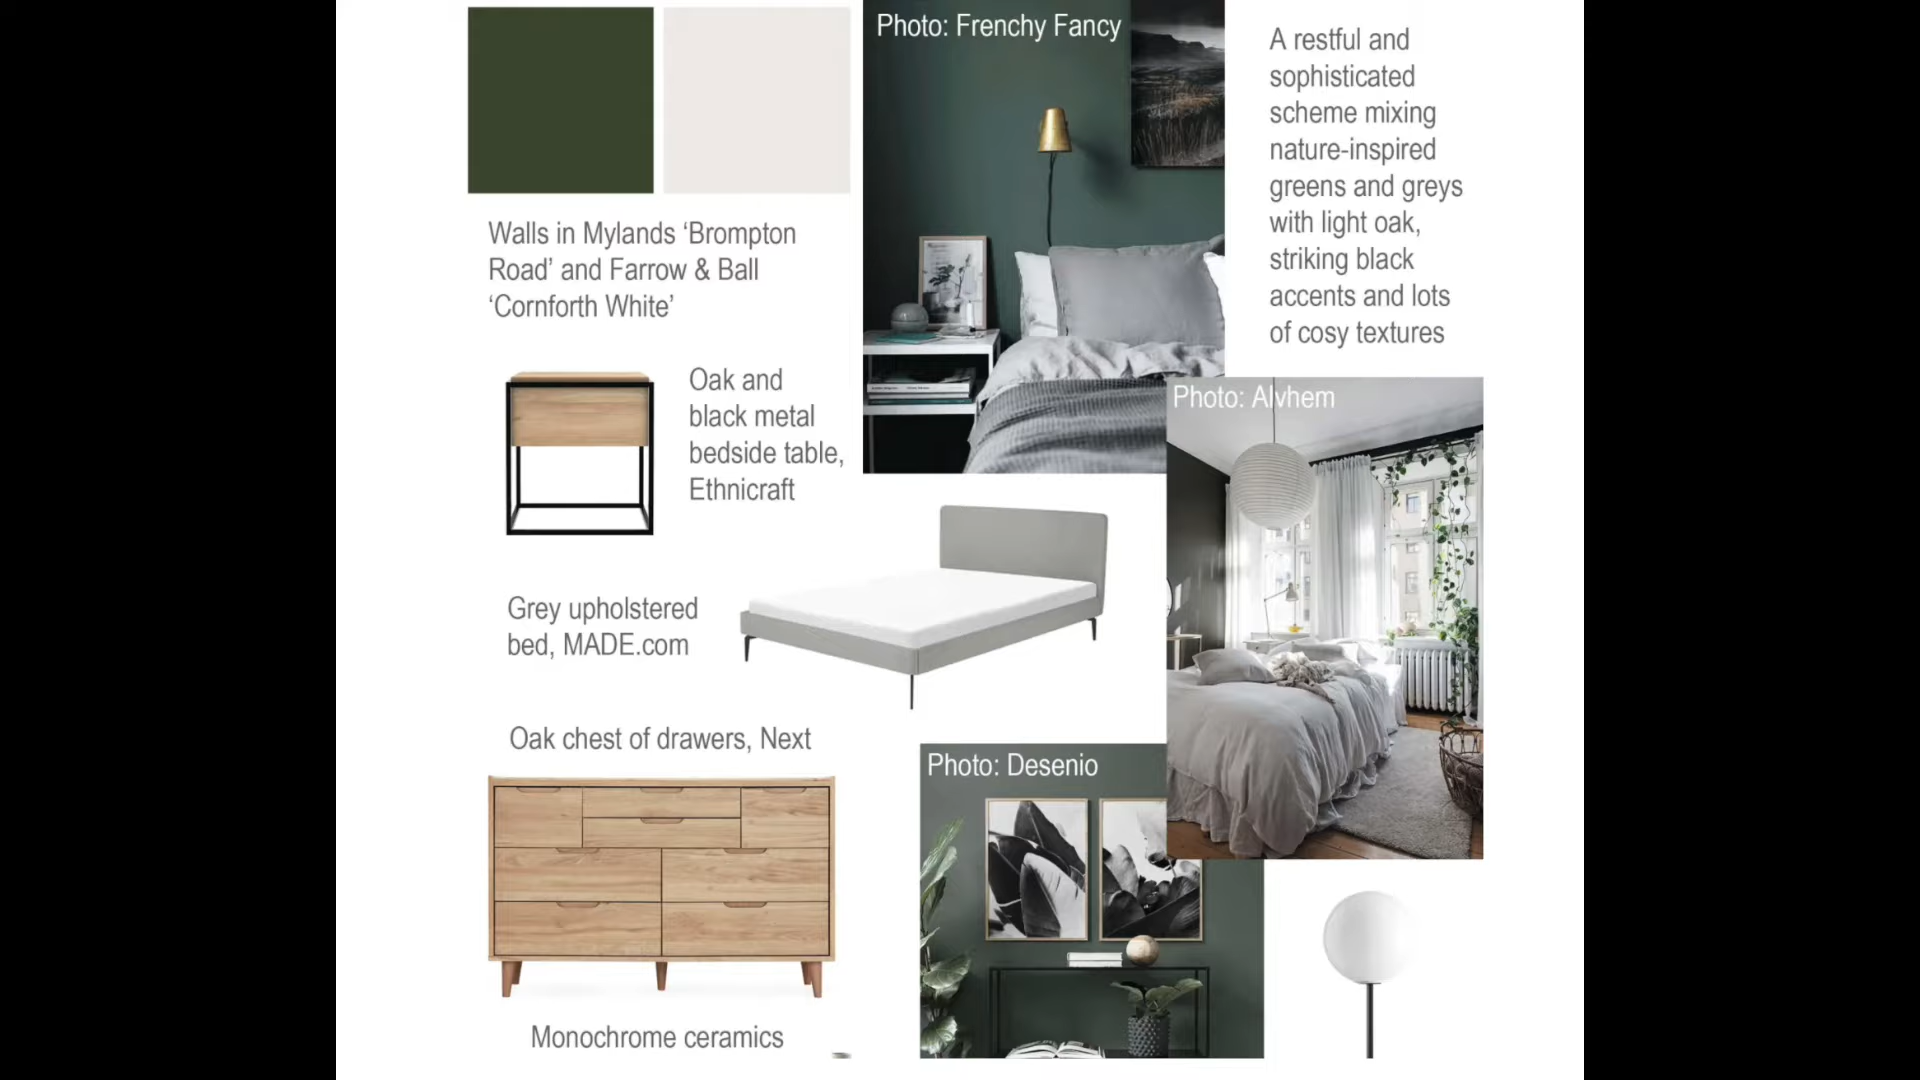 Photo: Frenchy Fancy
A restful and
sophisticated
scheme mixing
nature-inspired
greens and greys
with light oak,
striking black
accents and lots
of cosy textures
Walls in Mylands ‘Brompton
Road’ and Farrow & Ball
‘Cornforth White’
Oak and
black metal
bedside table,
Ethnicraft
Photo: Alvhem
Grey upholstered
bed, MADE.com
Oak chest of drawers, Next
Photo: Desenio
Monochrome ceramics